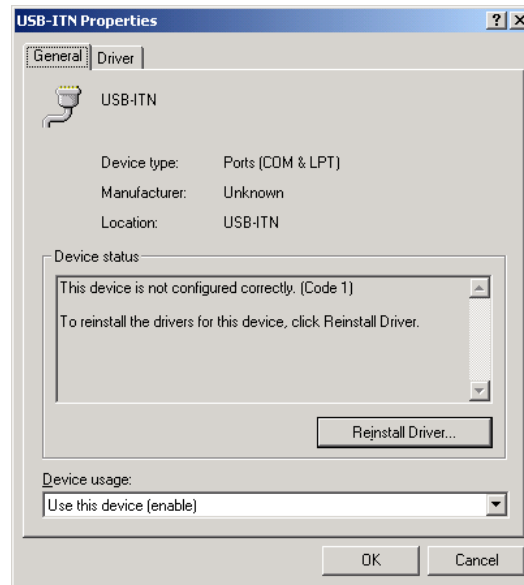 USB-ITN Properties
General
Driver
USB-ITN
Device type: Ports (COM & LPT)
Manufacturer: Unknown
Location: USB-ITN
Device status
This device is not configured correctly. (Code 1)
To reinstall the drivers for this device, click Reinstall Driver.
Reinstall Driver...
Device usage:
Use this device (enable)
OK
Cancel